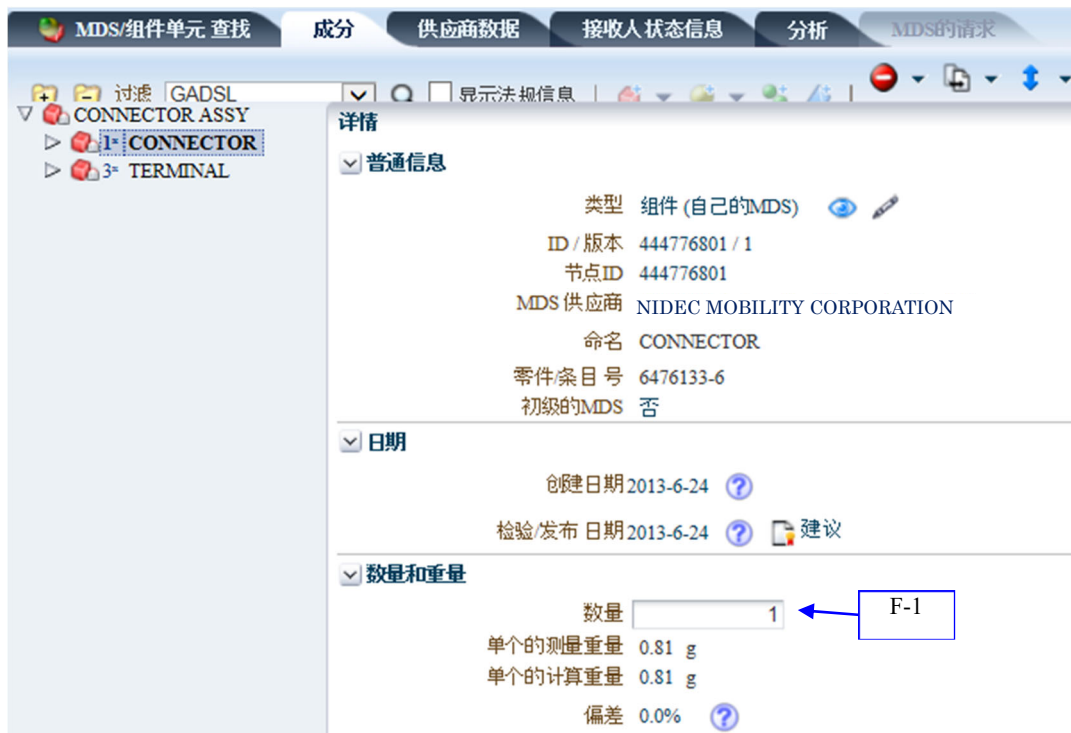 MDS/组件单元 查找 成分 供应商数据 接收人状态信息 分析 MDS的请求
过滤 GADSL 显示法规信息
CONNECTOR ASSY
1× CONNECTOR
3× TERMINAL
详情
普通信息
类型 组件 (自己的MDS)
ID / 版本 444776801 / 1
节点ID 444776801
MDS 供应商 NIDEC MOBILITY CORPORATION
命名 CONNECTOR
零件/条目号 6476133-6
初级的MDS 否
日期
创建日期 2013-6-24
检验/发布 日期 2013-6-24 建议
数量和重量
数量 1 F-1
单个的测量重量 0.81 g
单个的计算重量 0.81 g
偏差 0.0%